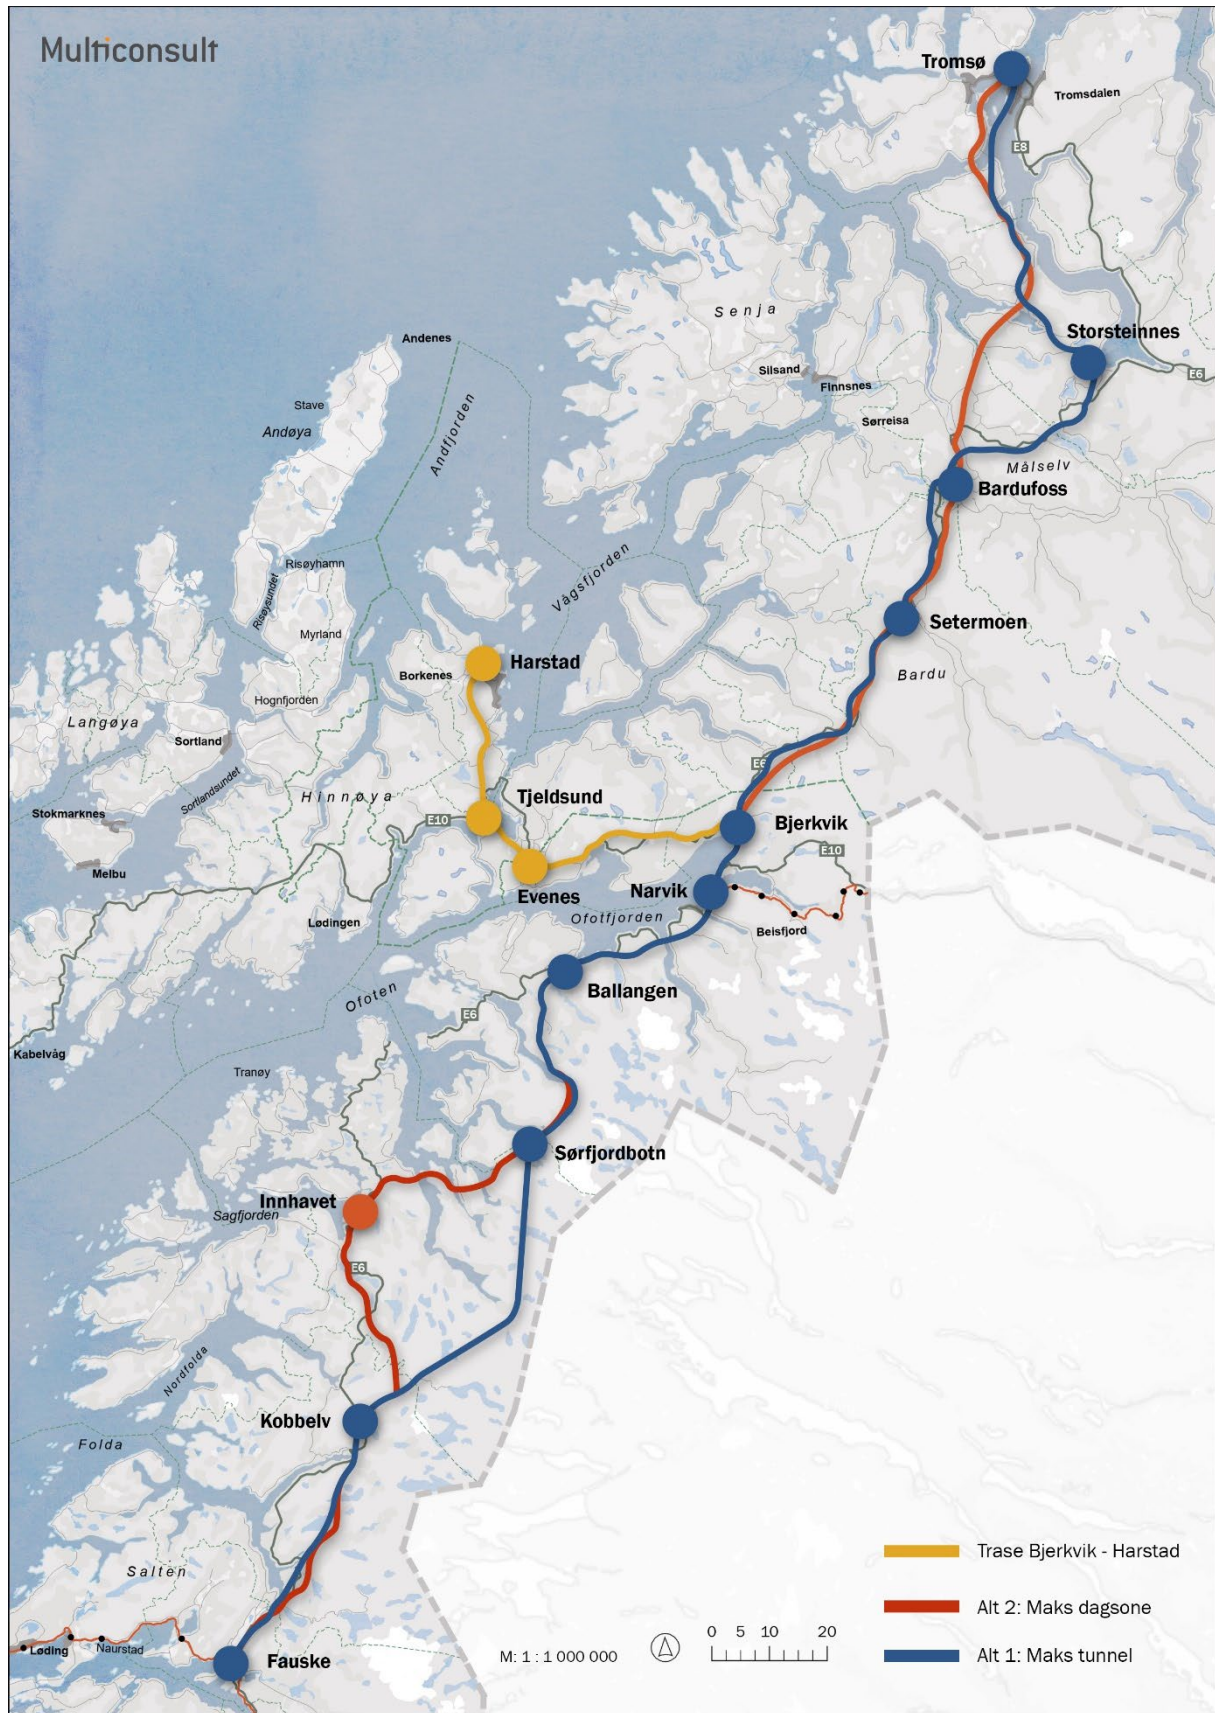 Multiconsult
Tromsø
Tromsdalen
E8
Storsteinnes
E6
Senja
Silsand
Finnsnes
Sørreisa
Målselv
Bardufoss
Andenes
Stave
Andøya
Andfjorden
Vågsfjorden
Risøyhamn
Risøysundet
Myrland
Setermoen
Bardu
Harstad
Borkenes
Hognfjorden
Langøya
Sortland
Sortlandsundet
Hinnøya
Stokmarknes
Melbu
Tjeldsund
E10
E6
Bjerkvik
E10
Evenes
Narvik
Ofotfjorden
Beisfjord
Lødingen
Ballangen
Ofoten
E6
Kabelvåg
Tranøy
Sørfjordbotn
Innhavet
Sagfjorden
E6
Nordfolda
Kobbelv
Folda
Salten
Løding
Naurstad
Fauske
Trase Bjerkvik - Harstad
Alt 2: Maks dagsone
Alt 1: Maks tunnel
M: 1 : 1 000 000
0 5 10 20